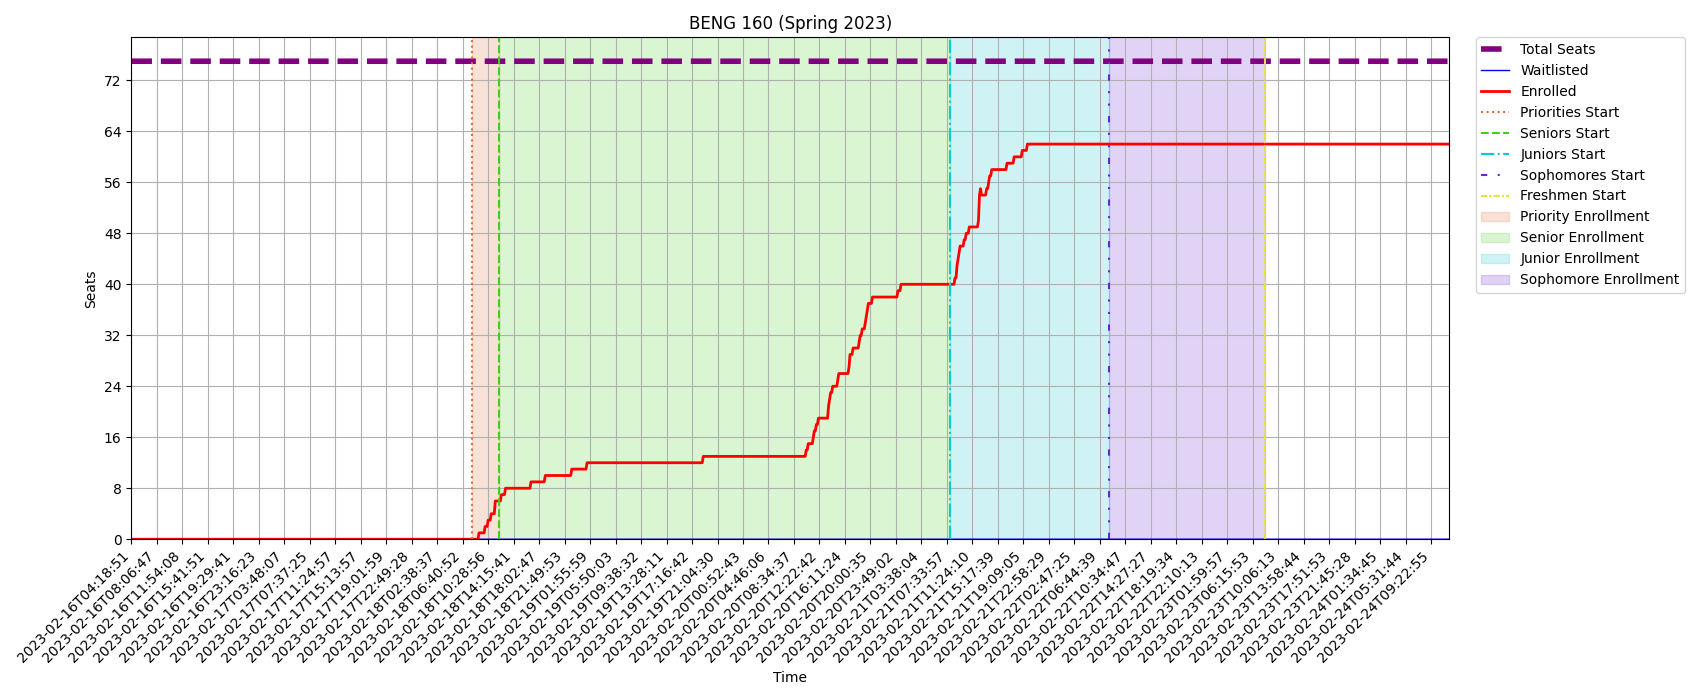 BENG 160 (Spring 2023)
Total Seats
Waitlisted
Enrolled
Priorities Start
Seniors Start
Juniors Start
Sophomores Start
Freshmen Start
Priority Enrollment
Senior Enrollment
Junior Enrollment
Sophomore Enrollment
Seats
72
64
56
48
40
32
24
16
8
0
2023-02-16T04:18:51
2023-02-16T08:06:47
2023-02-16T11:54:08
2023-02-16T15:41:51
2023-02-16T19:29:41
2023-02-16T23:16:23
2023-02-17T03:48:07
2023-02-17T07:37:25
2023-02-17T11:24:57
2023-02-17T15:13:57
2023-02-17T19:01:59
2023-02-17T22:49:28
2023-02-18T02:38:37
2023-02-18T06:40:52
2023-02-18T10:28:56
2023-02-18T14:15:41
2023-02-18T18:02:47
2023-02-18T21:49:53
2023-02-19T01:55:59
2023-02-19T05:50:03
2023-02-19T09:38:32
2023-02-19T13:28:11
2023-02-19T17:16:42
2023-02-19T21:04:30
2023-02-20T00:52:43
2023-02-20T04:46:06
2023-02-20T08:34:37
2023-02-20T12:22:42
2023-02-20T16:11:24
2023-02-20T20:00:35
2023-02-20T23:49:02
2023-02-21T03:38:04
2023-02-21T07:33:57
2023-02-21T11:24:10
2023-02-21T15:17:39
2023-02-21T19:09:05
2023-02-21T22:58:29
2023-02-22T02:47:25
2023-02-22T06:44:39
2023-02-22T10:34:47
2023-02-22T14:27:27
2023-02-22T18:19:34
2023-02-22T22:10:13
2023-02-23T01:59:57
2023-02-23T06:15:53
2023-02-23T10:06:13
2023-02-23T13:58:44
2023-02-23T17:51:53
2023-02-23T21:45:28
2023-02-24T01:34:45
2023-02-24T05:31:44
2023-02-24T09:22:55
Time